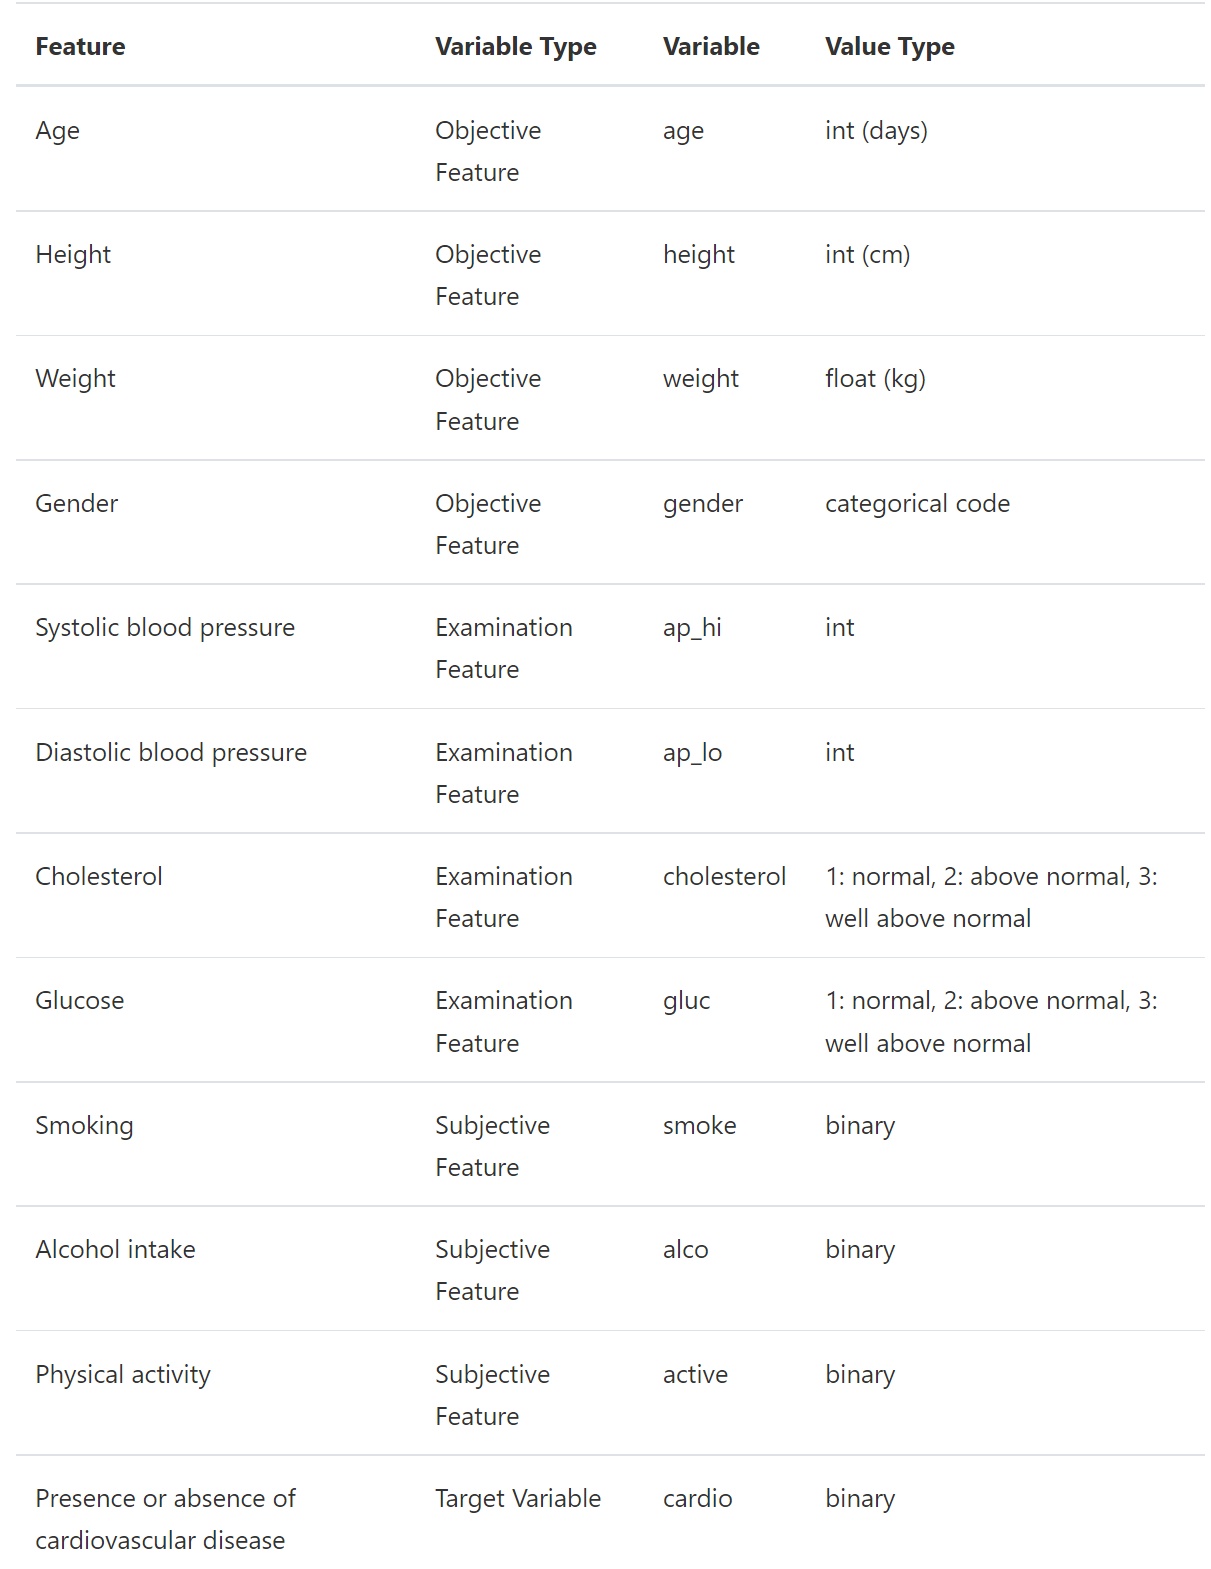 Feature Variable Type Variable Value Type
Age Objective age int (days)
Feature
Height Objective height int (cm)
Feature
Weight Objective weight float (kg)
Feature
Gender Objective gender categorical code
Feature
Systolic blood pressure Examination ap_hi int
Feature
Diastolic blood pressure Examination ap_lo int
Feature
Cholesterol Examination cholesterol 1: normal, 2: above normal, 3:
Feature well above normal
Glucose Examination gluc 1: normal, 2: above normal, 3:
Feature well above normal
Smoking Subjective smoke binary
Feature
Alcohol intake Subjective alco binary
Feature
Physical activity Subjective active binary
Feature
Presence or absence of Target Variable cardio binary
cardiovascular disease